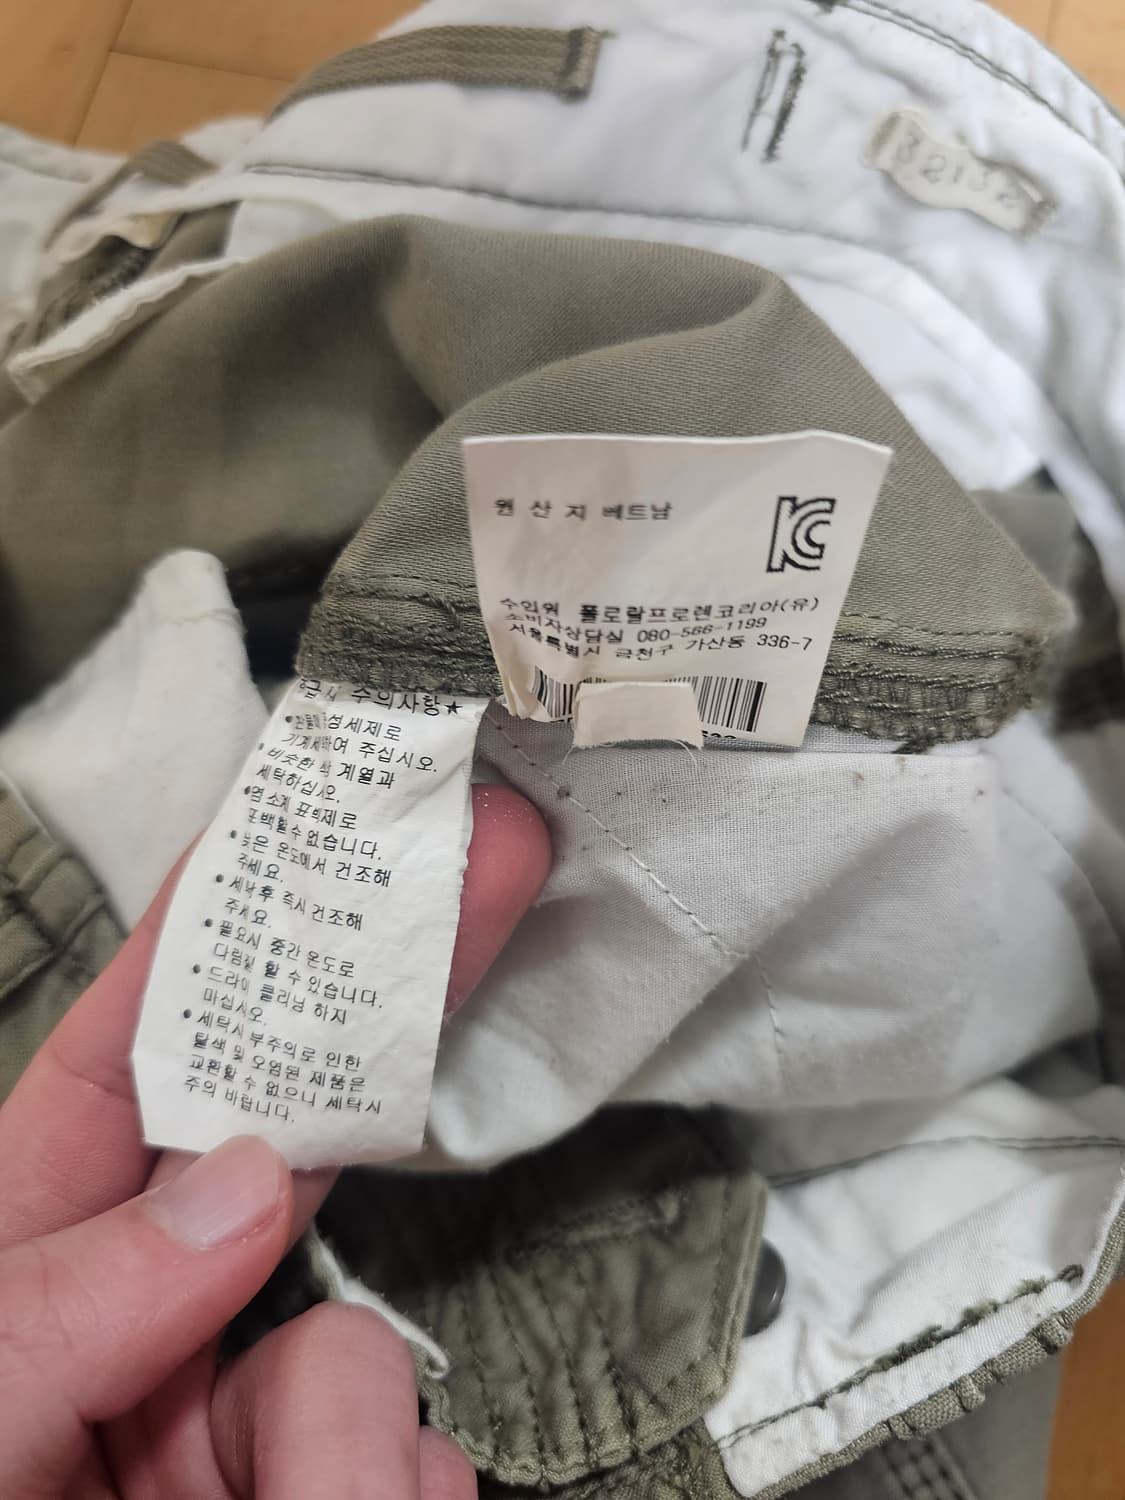 원 산 지 베트남
수입원 폴로랄프로렌코리아(유)
소비자상담실 080-566-1199
서울특별시 금천구 가산동 336-7
주의사항★
성세제로
기계세 여 주십시오.
• 비슷한 색 계열과
세탁하십시오.
•염소계 표백제로
표백할 수 없습니다.
• 낮은 온도에서 건조해
주세요.
• 세탁 후 즉시 건조해
주세요.
• 필요시 중간 온도로
다림질 할 수 있습니다.
• 드라이 클리닝 하지
마십시오.
• 세탁시 부주의로 인한
탈색 및 오염된 제품은
교환할 수 없으니 세탁시
주의 바랍니다.